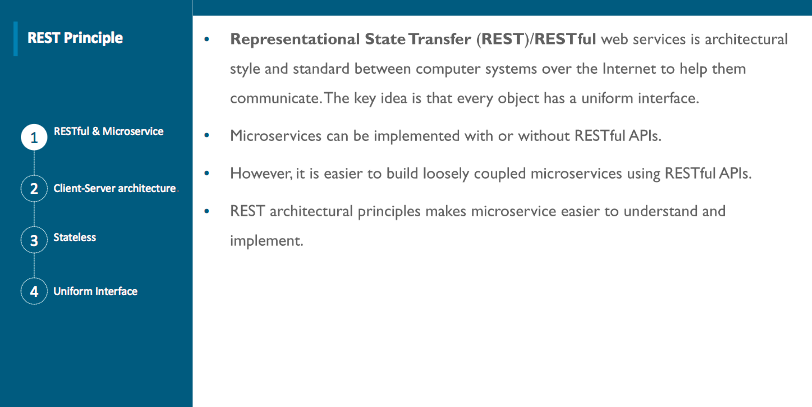 REST Principle
1 RESTful & Microservice
2 Client-Server architecture
3 Stateless
4 Uniform Interface
• Representational State Transfer (REST)/RESTful web services is architectural
style and standard between computer systems over the Internet to help them
communicate. The key idea is that every object has a uniform interface.
• Microservices can be implemented with or without RESTful APIs.
• However, it is easier to build loosely coupled microservices using RESTful APIs.
• REST architectural principles makes microservice easier to understand and
implement.